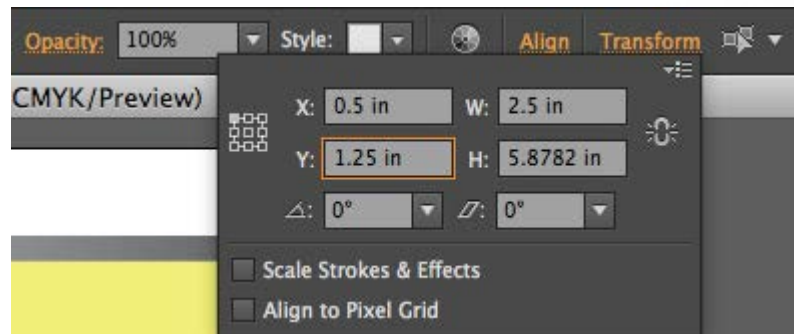 Opacity: 100% Style: Align Transform
CMYK/Preview)
X: 0.5 in W: 2.5 in
Y: 1.25 in H: 5.8782 in
0° 0°
Scale Strokes & Effects
Align to Pixel Grid